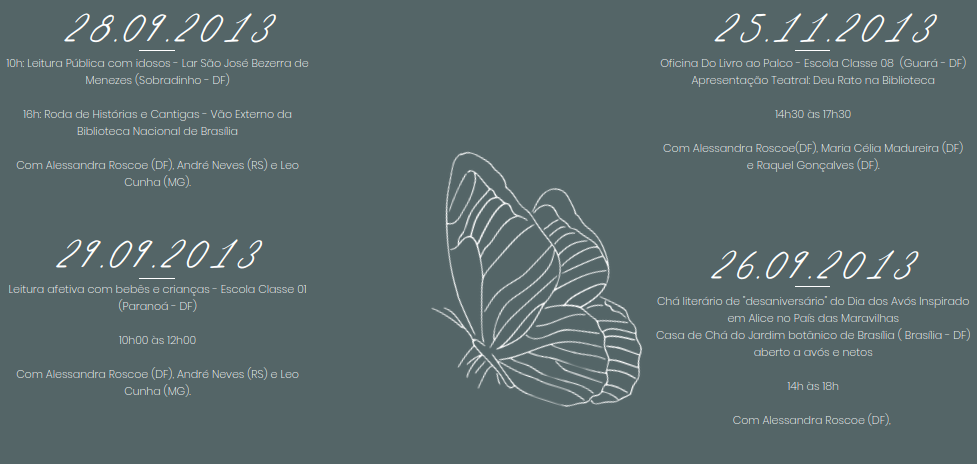 28.09.2013
10h: Leitura Pública com idosos - Lar São José Bezerra de
Menezes (Sobradinho - DF)
16h: Roda de Histórias e Cantigas - Vão Externo da
Biblioteca Nacional de Brasília
Com Alessandra Roscoe (DF), André Neves (RS) e Leo
Cunha (MG).
29.09.2013
Leitura afetiva com bebês e crianças - Escola Classe 01
(Paranoá - DF)
10h00 às 12h00
Com Alessandra Roscoe (DF), André Neves (RS) e Leo
Cunha (MG).
25.11.2013
Oficina Do Livro ao Palco - Escola Classe 08 (Guará - DF)
Apresentação Teatral: Deu Rato na Biblioteca
14h30 às 17h30
Com Alessandra Roscoe(DF), Maria Célia Madureira (DF)
e Raquel Gonçalves (DF).
26.09.2013
Chá literário de "desaniversário" do Dia dos Avós Inspirado
em Alice no País das Maravilhas
Casa de Chá do Jardim botânico de Brasília ( Brasília - DF)
aberto a avós e netos
14h às 18h
Com Alessandra Roscoe (DF),